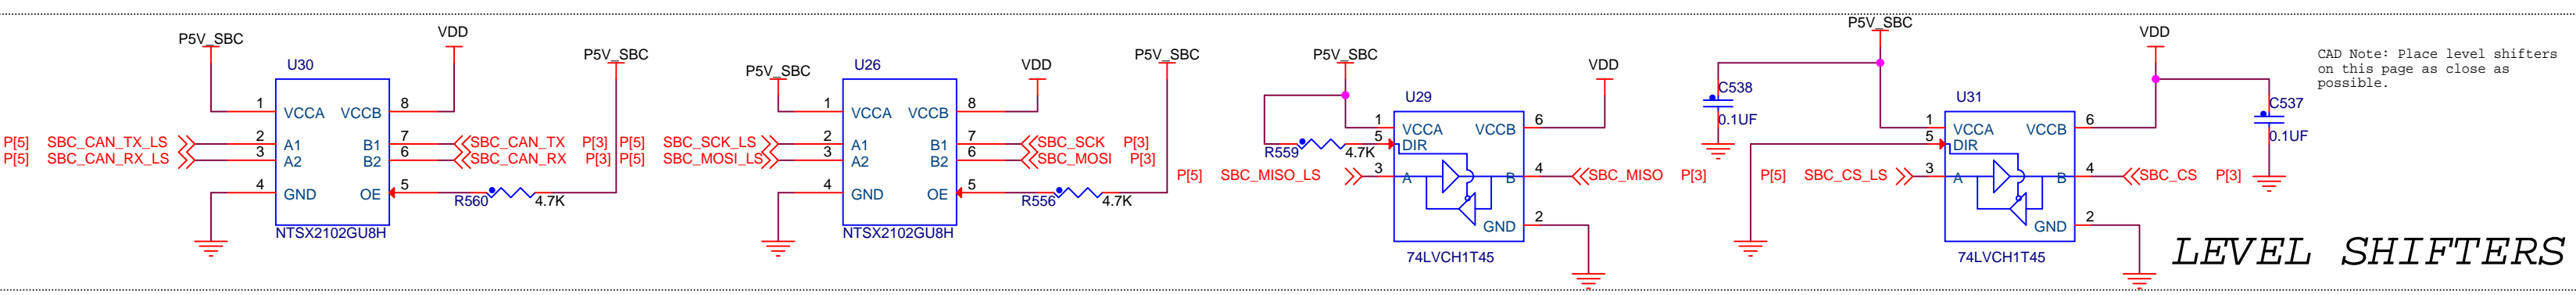 P5V_SBC
U30
VDD
P5V_SBC
1
VCCA
VCCB
8
P[5] SBC_CAN_TX_LS
2
A1
B1
7
SBC_CAN_TX P[3]
P[5] SBC_CAN_RX_LS
3
A2
B2
6
SBC_CAN_RX P[3]
4
GND
OE
5
R560
4.7K
NTSX2102GU8H
P5V_SBC
U26
VDD
P5V_SBC
1
VCCA
VCCB
8
P[5] SBC_SCK_LS
2
A1
B1
7
SBC_SCK P[3]
P[5] SBC_MOSI_LS
3
A2
B2
6
SBC_MOSI P[3]
4
GND
OE
5
R556
4.7K
NTSX2102GU8H
P5V_SBC
U29
VDD
1
VCCA
VCCB
6
R559
4.7K
5
DIR
P[5] SBC_MISO_LS
3
A
B
4
SBC_MISO P[3]
GND
2
74LVCH1T45
P5V_SBC
C538
0.1UF
U31
VDD
1
VCCA
VCCB
6
5
DIR
P[5] SBC_CS_LS
3
A
B
4
SBC_CS P[3]
GND
2
74LVCH1T45
C537
0.1UF
CAD Note: Place level shifters
on this page as close as
possible.
LEVEL SHIFTERS